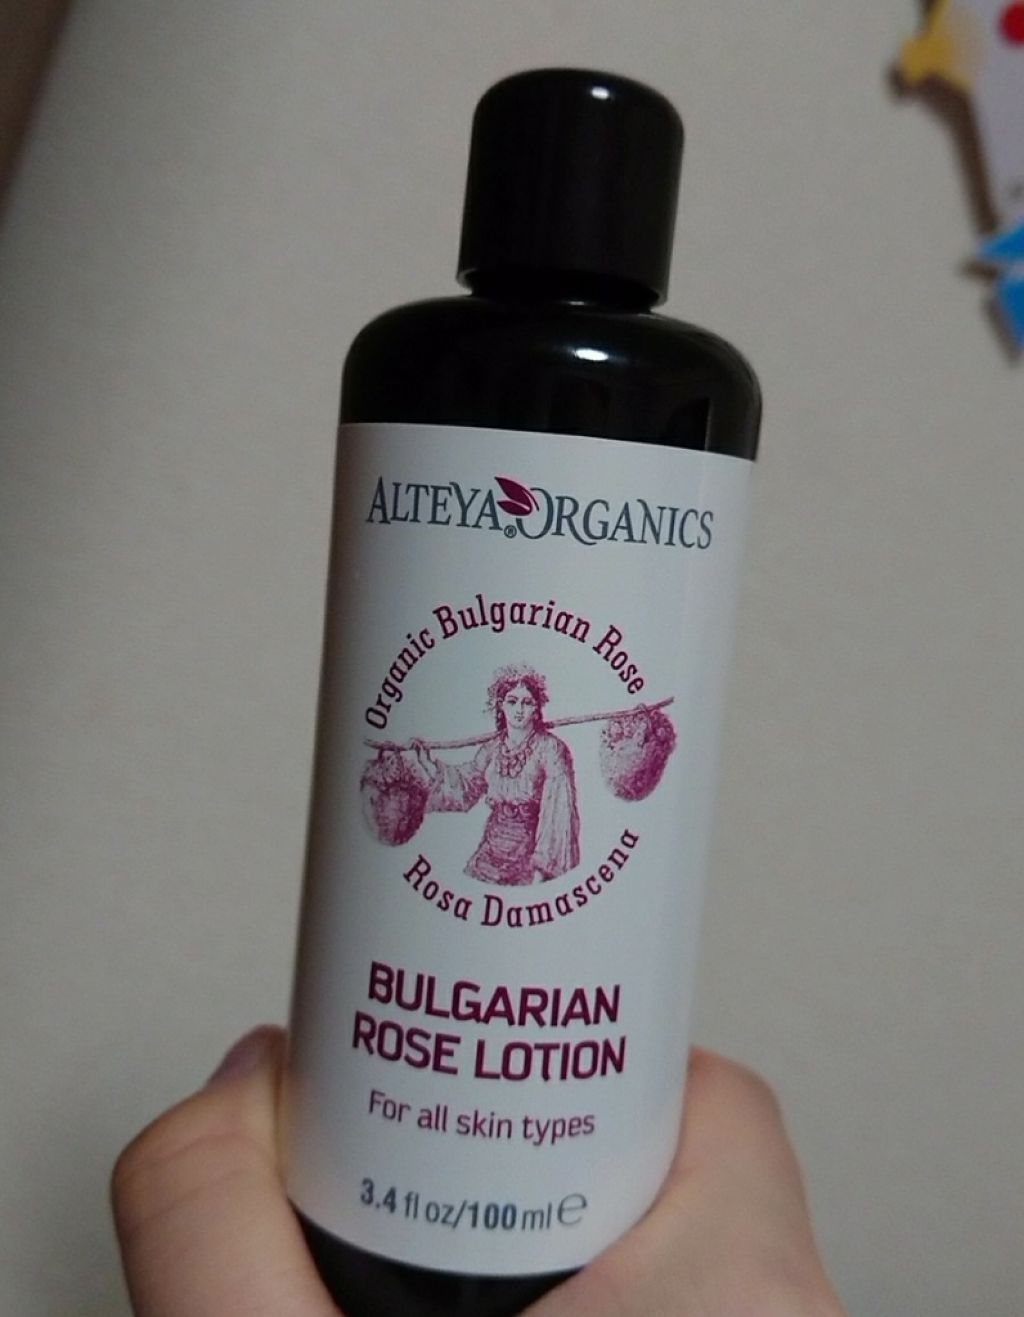 ALTEYA® ORGANICS
Organic Bulgarian Rose
Rosa Damascena
BULGARIAN
ROSE LOTION
For all skin types
3.4 fl oz/100ml ℮